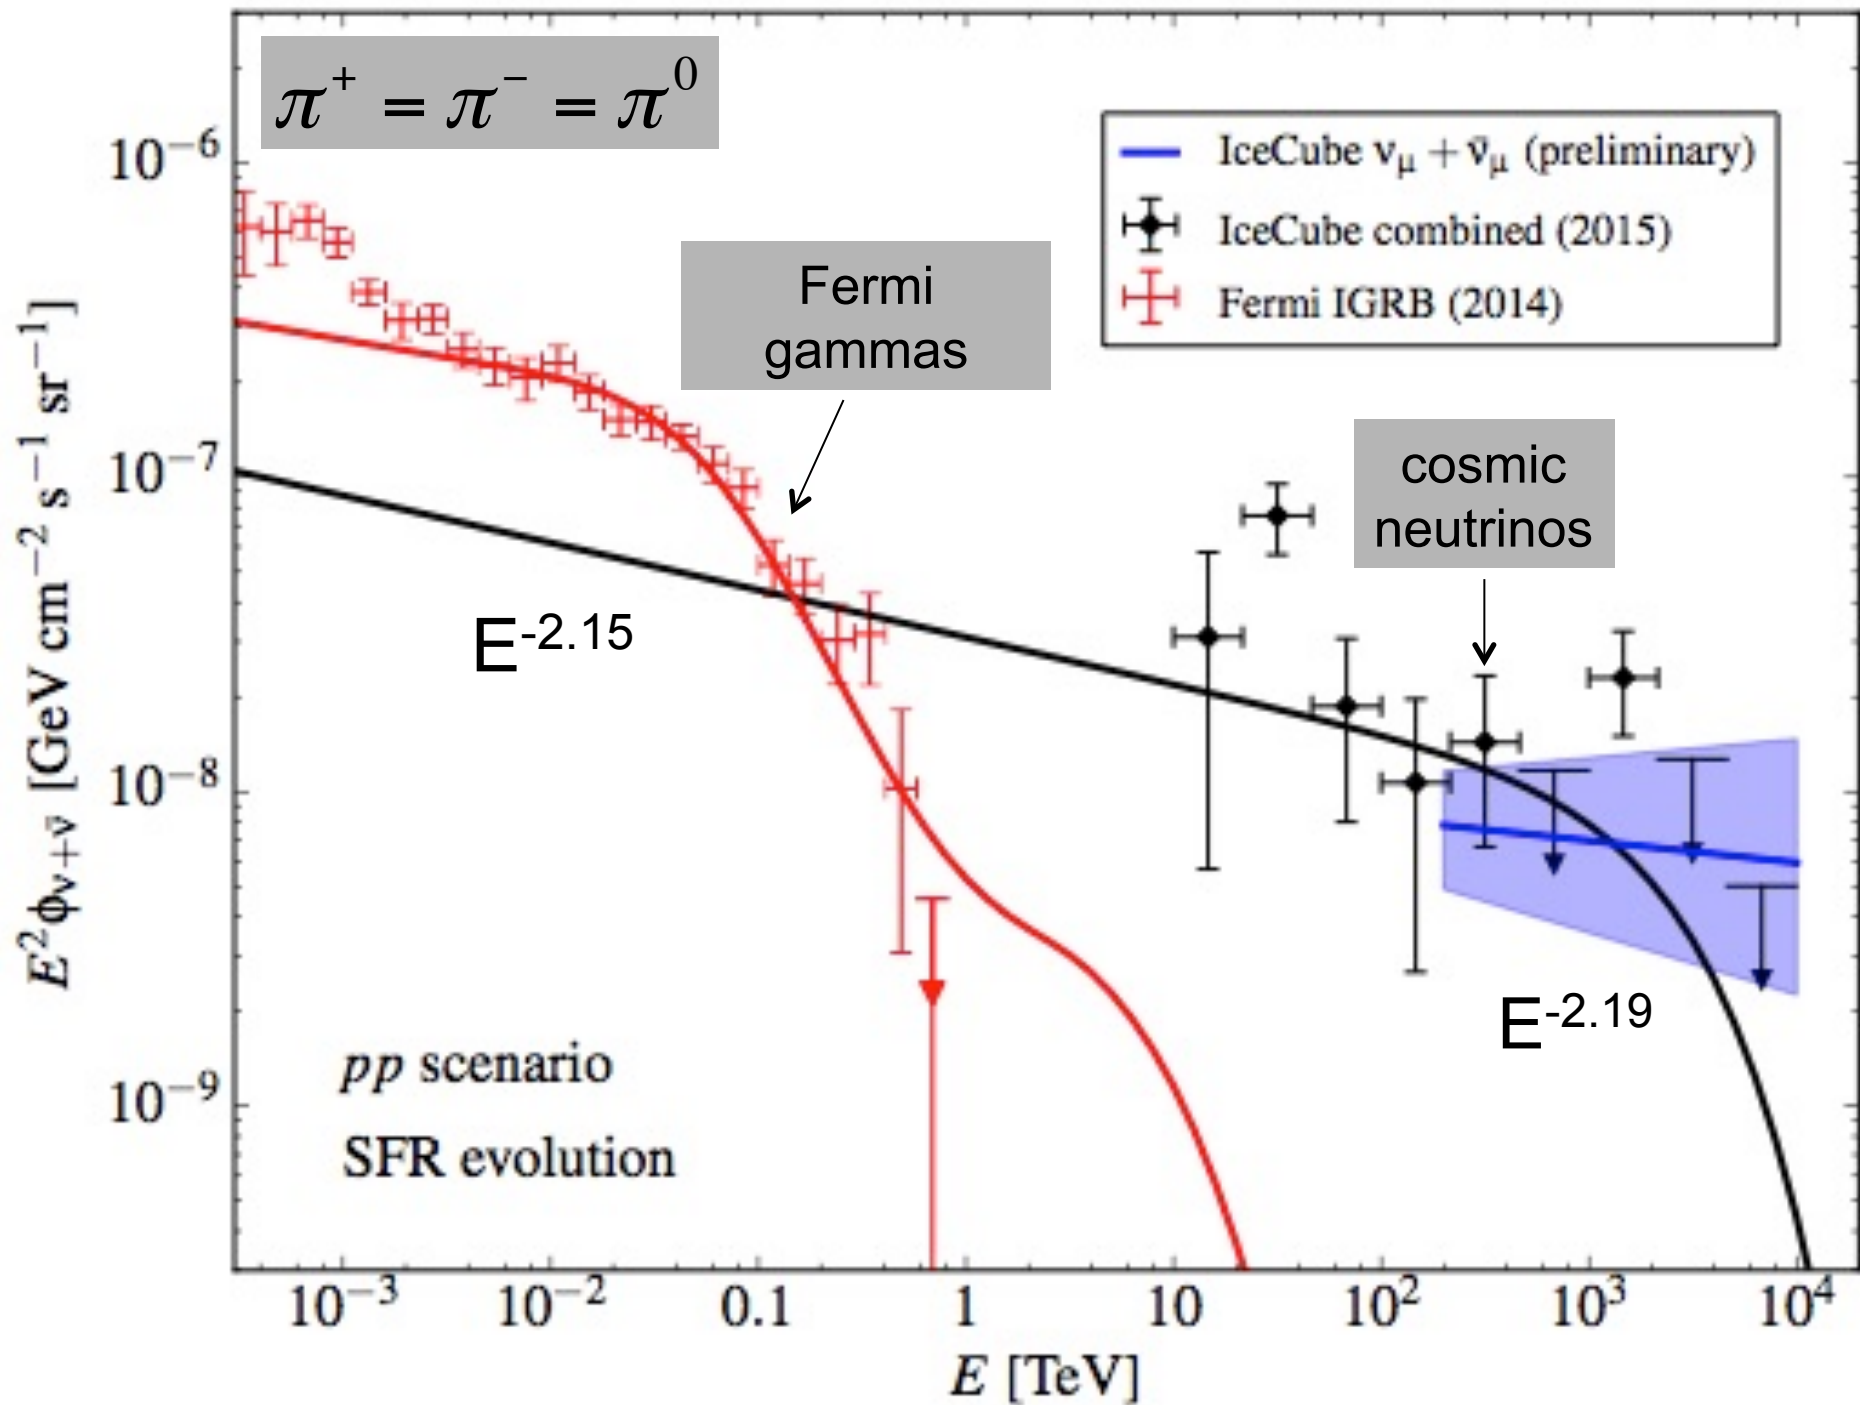 π⁺ = π⁻ = π⁰
10⁻⁶
10⁻⁷
10⁻⁸
10⁻⁹
E²ϕ_ν+ν̄ [GeV cm⁻² s⁻¹ sr⁻¹]
IceCube νμ + ν̄μ (preliminary)
IceCube combined (2015)
Fermi IGRB (2014)
Fermi
gammas
cosmic
neutrinos
E⁻²·¹⁵
E⁻²·¹⁹
pp scenario
SFR evolution
10⁻³ 10⁻² 0.1 1 10 10² 10³ 10⁴
E [TeV]